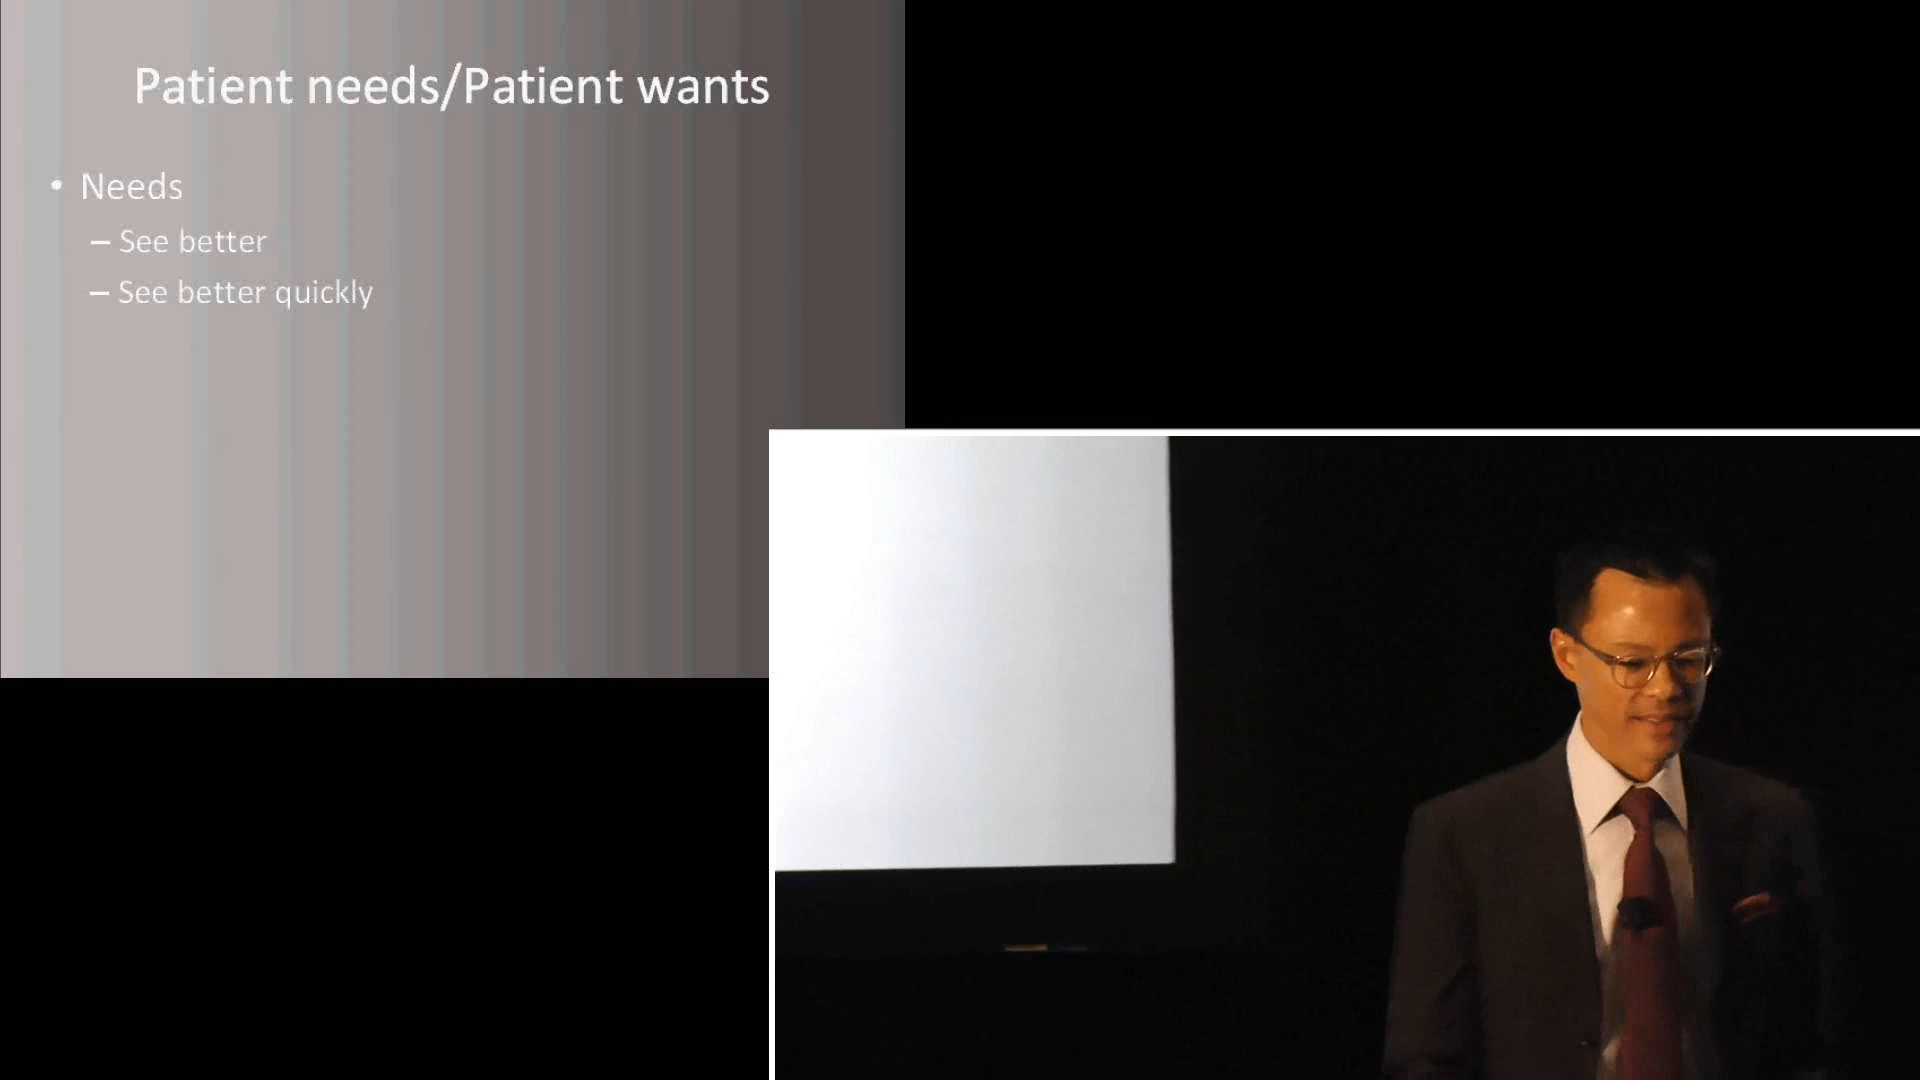 Patient needs/Patient wants
• Needs
– See better
– See better quickly